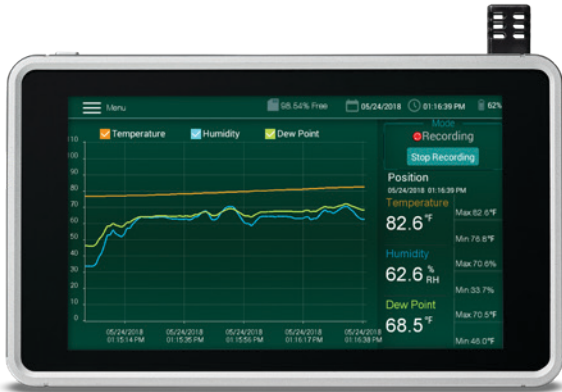 Menu
98.54% Free
05/24/2018
01:16:39 PM
62%
Mode
Recording
Stop Recording
Temperature
Humidity
Dew Point
110
100
90
80
70
60
50
40
30
20
10
0
05/24/2018
01:15:14 PM
05/24/2018
01:15:35 PM
05/24/2018
01:15:56 PM
05/24/2018
01:16:17 PM
05/24/2018
01:16:38 PM
Position
05/24/2018 01:16:39 PM
Temperature
82.6°F
Max:82.6°F
Min:76.6°F
Humidity
62.6 % RH
Max:70.6%
Min:33.7%
Dew Point
68.5°F
Max:70.5°F
Min:46.0°F